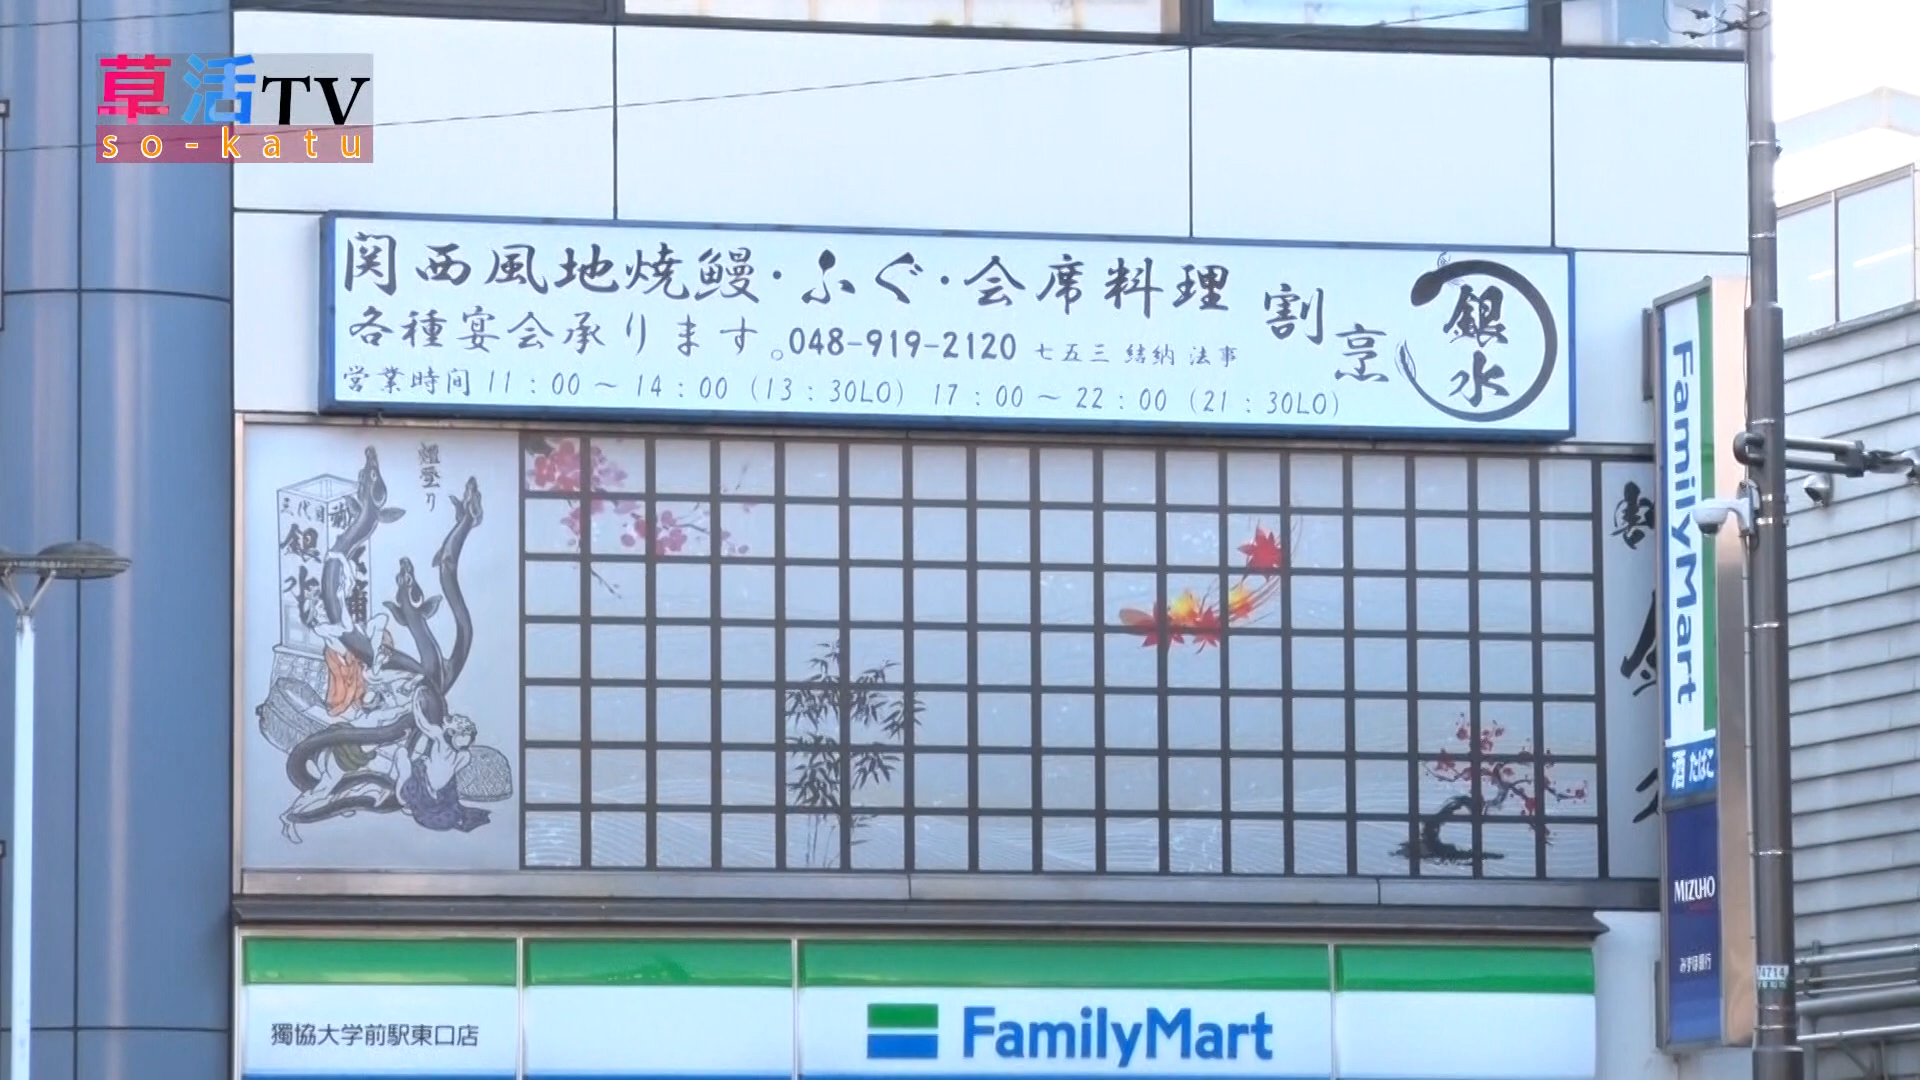 草活TV
so-katu
関西風地焼鰻・ふぐ・会席料理
各種宴会承ります。048-919-2120 七五三 結納 法事
営業時間 11：00～14：00（13：30LO） 17：00～22：00（21：30LO）
割烹
銀水
三代目
銀水
FamilyMart
酒 たばこ
MIZUHO
みずほ銀行
獨協大学前駅東口店
FamilyMart